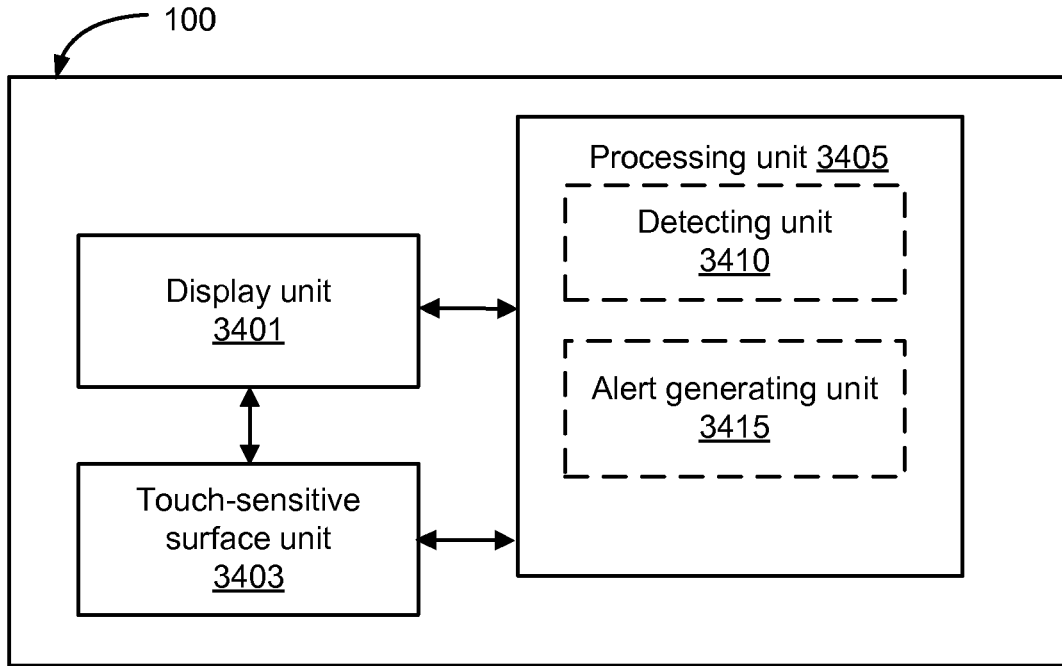 100
Processing unit 3405
Detecting unit
3410
Display unit
3401
Alert generating unit
3415
Touch-sensitive
surface unit
3403